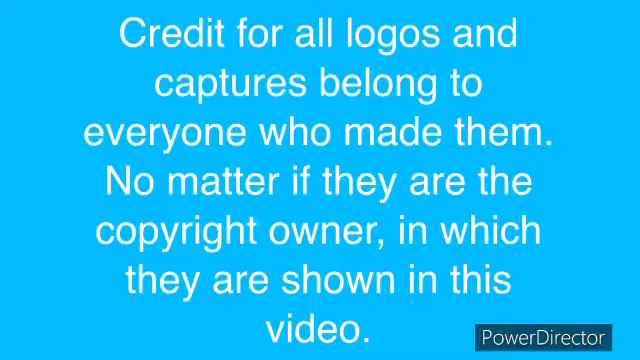 Credit for all logos and
captures belong to
everyone who made them.
No matter if they are the
copyright owner, in which
they are shown in this
video.
PowerDirector